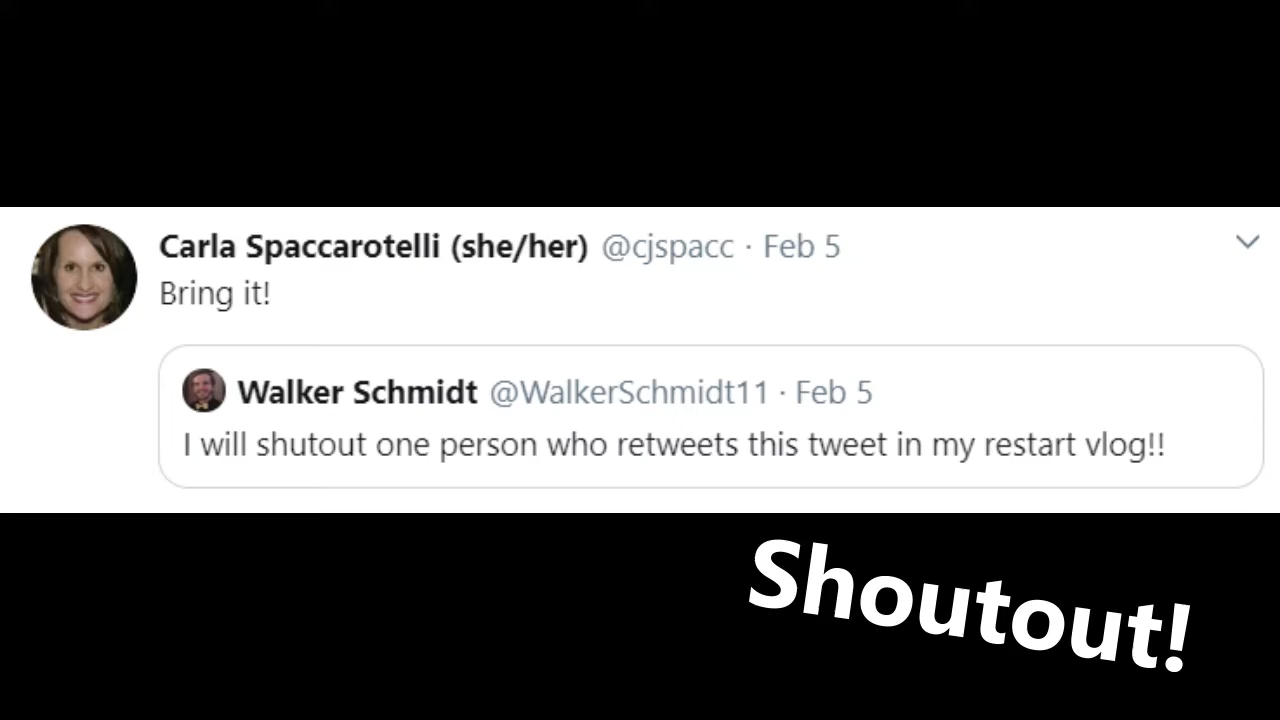 Carla Spaccarotelli (she/her) @cjspacc · Feb 5
Bring it!
Walker Schmidt @WalkerSchmidt11 · Feb 5
I will shutout one person who retweets this tweet in my restart vlog!!
Shoutout!